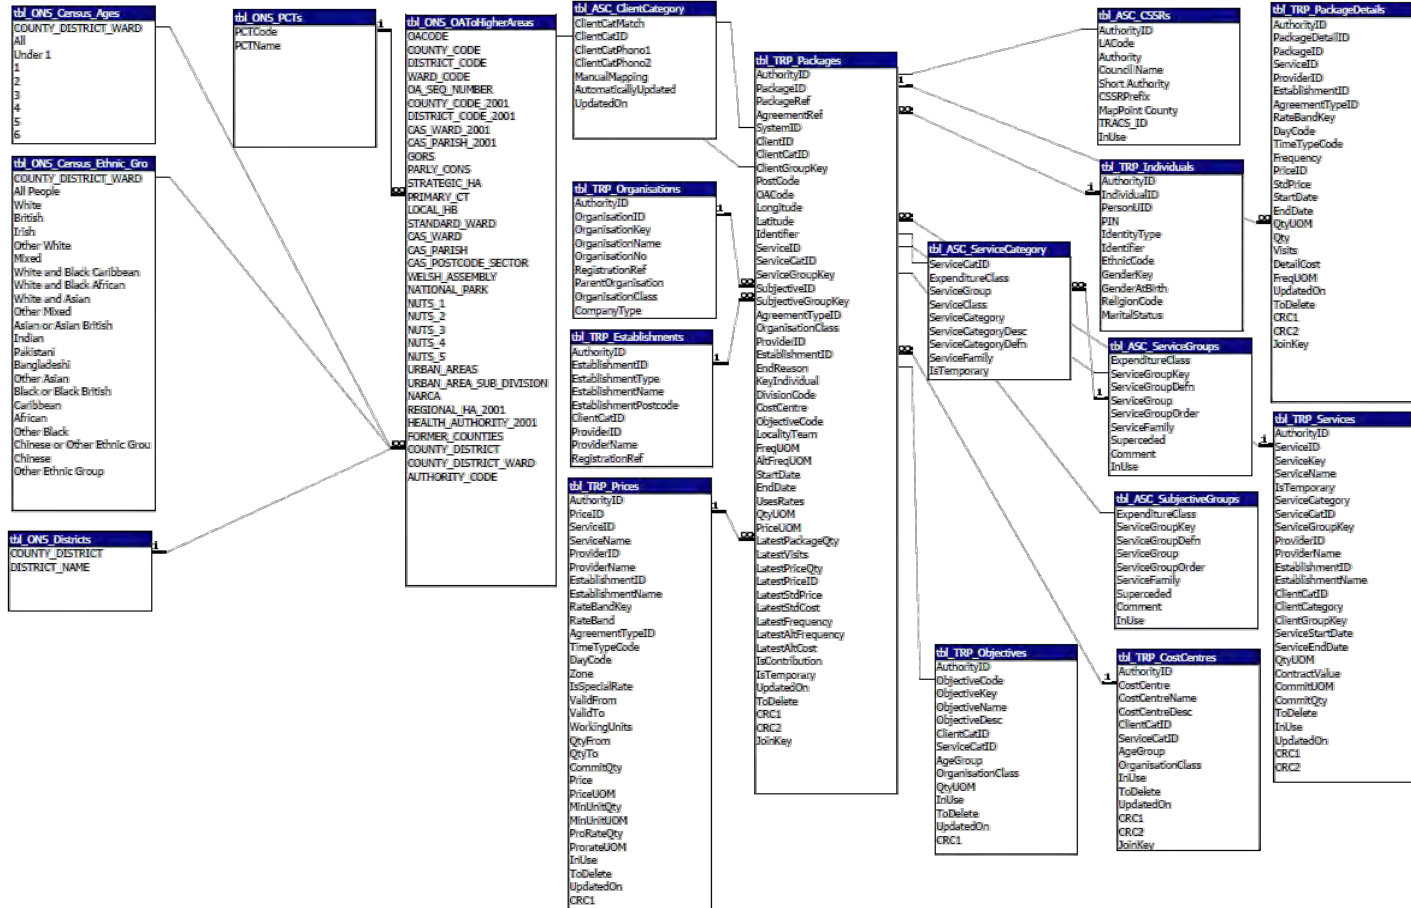 tbl_ONS_Census_Ages
COUNTY_DISTRICT_WARD
All
Under 1
1
2
3
4
5
6
tbl_ONS_Census_Ethnic_Gro
COUNTY_DISTRICT_WARD
All People
White
British
Irish
Other White
Mixed
White and Black Caribbean
White and Black African
White and Asian
Other Mixed
Asian or Asian British
Indian
Pakistani
Bangladeshi
Other Asian
Black or Black British
Caribbean
African
Other Black
Chinese or Other Ethnic Grou
Chinese
Other Ethnic Group
tbl_ONS_Districts
COUNTY_DISTRICT
DISTRICT_NAME
1
tbl_ONS_PCTs
PCTCode
PCTName
1
tbl_ONS_OAToHigherAreas
OACODE
COUNTY_CODE
DISTRICT_CODE
WARD_CODE
OA_SEQ_NUMBER
COUNTY_CODE_2001
DISTRICT_CODE_2001
CAS_WARD_2001
CAS_PARISH_2001
GORS
PARLY_CONS
STRATEGIC_HA
∞ PRIMARY_CT
LOCAL_HB
STANDARD_WARD
CAS_WARD
CAS_PARISH
CAS_POSTCODE_SECTOR
WELSH_ASSEMBLY
NATIONAL_PARK
NUTS_1
NUTS_2
NUTS_3
NUTS_4
NUTS_5
URBAN_AREAS
URBAN_AREA_SUB_DIVISION
NARCA
REGIONAL_HA_2001
HEALTH_AUTHORITY_2001
FORMER_COUNTIES
∞ COUNTY_DISTRICT
COUNTY_DISTRICT_WARD
AUTHORITY_CODE
tbl_ASC_ClientCategory
ClientCatMatch
ClientCatID
ClientCatPhono1
ClientCatPhono2
ManualMapping
AutomaticallyUpdated
UpdatedOn
tbl_TRP_Organisations
AuthorityID 1
OrganisationID
OrganisationKey
OrganisationName
OrganisationNo
RegistrationRef
ParentOrganisation
OrganisationClass
CompanyType
tbl_TRP_Establishments
AuthorityID
EstablishmentID 1
EstablishmentType
EstablishmentName
EstablishmentPostcode
ClientCatID
ProviderID
ProviderName
RegistrationRef
tbl_TRP_Prices
AuthorityID 1
PriceID
ServiceID
ServiceName
ProviderID
ProviderName
EstablishmentID
EstablishmentName
RateBandKey
RateBand
AgreementTypeID
TimeTypeCode
DayCode
Zone
IsSpecialRate
ValidFrom
ValidTo
WorkingUnits
QtyFrom
QtyTo
CommitQty
Price
PriceUOM
MinUnitQty
MinUnitUOM
ProRateQty
ProrateUOM
InUse
ToDelete
UpdatedOn
CRC1
tbl_TRP_Packages
AuthorityID
PackageID 1
PackageRef
AgreementRef ∞
SystemID
ClientID
ClientCatID
ClientGroupKey
PostCode
OACode
Longitude
Latitude ∞
Identifier
ServiceID
ServiceCatID
ServiceGroupKey
∞ SubjectiveID
∞ SubjectiveGroupKey
AgreementTypeID
OrganisationClass
ProviderID
EstablishmentID ∞
EndReason
KeyIndividual
DivisionCode
CostCentre
ObjectiveCode
LocalityTeam
FreqUOM
AltFreqUOM
StartDate
EndDate
UsesRates
QtyUOM
PriceUOM
∞ LatestPackageQty
LatestVisits
LatestPriceQty
LatestPriceID
LatestStdPrice
LatestStdCost
LatestFrequency
LatestAltFrequency
LatestAltCost
IsContribution
IsTemporary
UpdatedOn
ToDelete
CRC1
CRC2
JoinKey
tbl_ASC_ServiceCategory
ServiceCatID
ExpenditureClass
ServiceGroup ∞
ServiceClass
ServiceCategory
ServiceCategoryDesc
ServiceCategoryDefn
ServiceFamily
IsTemporary
tbl_TRP_Objectives
AuthorityID
ObjectiveCode
ObjectiveKey
ObjectiveName
ObjectiveDesc
ClientCatID
ServiceCatID
AgeGroup
OrganisationClass
QtyUOM
InUse
ToDelete
UpdatedOn
CRC1
tbl_ASC_CSSRs
AuthorityID
LACode
Authority
CouncilName
Short Authority
CSSRPrefix
MapPoint County
TRACS_ID
InUse
tbl_TRP_Individuals
AuthorityID
1 IndividualID
PersonUID
PIN
IdentityType
Identifier
EthnicCode
GenderKey
GenderAtBirth
ReligionCode
MaritalStatus
tbl_ASC_ServiceGroups
ExpenditureClass
ServiceGroupKey
ServiceGroupDefn
1 ServiceGroup
ServiceGroupOrder
ServiceFamily
Superceded
Comment
InUse
tbl_ASC_SubjectiveGroups
ExpenditureClass
ServiceGroupKey
ServiceGroupDefn
ServiceGroup
ServiceGroupOrder
ServiceFamily
Superceded
Comment
InUse
tbl_TRP_CostCentres
AuthorityID
1 CostCentre
CostCentreName
CostCentreDesc
ClientCatID
ServiceCatID
AgeGroup
OrganisationClass
InUse
ToDelete
UpdatedOn
CRC1
CRC2
JoinKey
tbl_TRP_PackageDetails
AuthorityID
PackageDetailID
PackageID
ServiceID
ProviderID
EstablishmentID
AgreementTypeID
RateBandKey
DayCode
TimeTypeCode
Frequency
PriceID
StdPrice
StartDate
EndDate
∞ QtyUOM
Qty
Visits
DetailCost
FreqUOM
UpdatedOn
ToDelete
CRC1
CRC2
JoinKey
tbl_TRP_Services
AuthorityID
1 ServiceID
ServiceKey
ServiceName
IsTemporary
ServiceCategory
ServiceCatID
ServiceGroupKey
ProviderID
ProviderName
EstablishmentID
EstablishmentName
ClientCatID
ClientCategory
ClientGroupKey
ServiceStartDate
ServiceEndDate
QtyUOM
ContractValue
CommitUOM
CommitQty
ToDelete
InUse
UpdatedOn
CRC1
CRC2